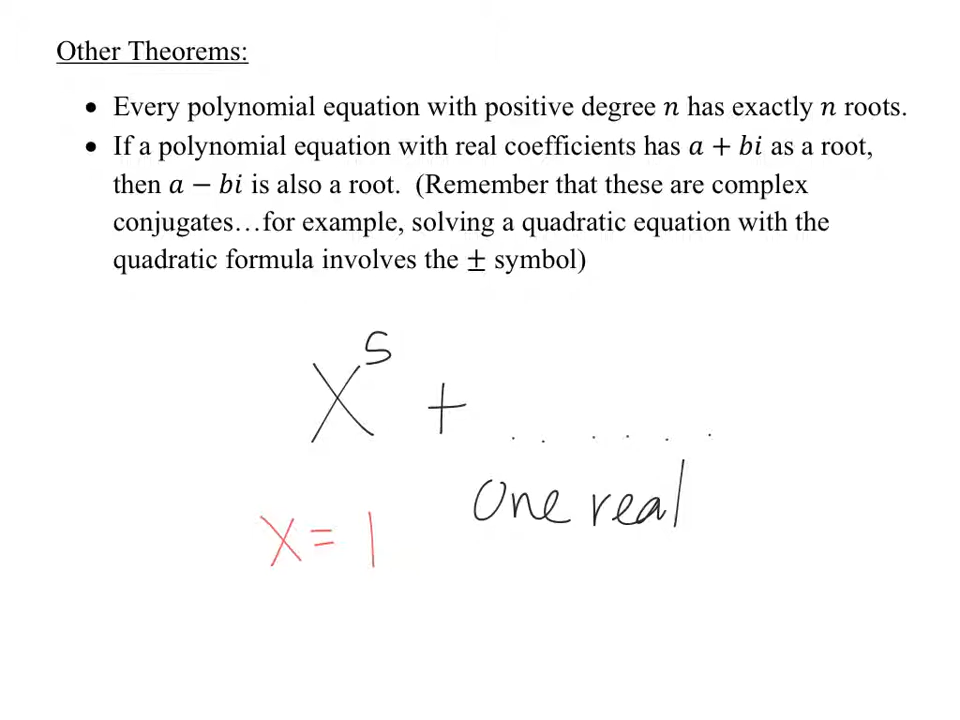 Other Theorems:
• Every polynomial equation with positive degree n has exactly n roots.
• If a polynomial equation with real coefficients has a + bi as a root,
then a − bi is also a root. (Remember that these are complex
conjugates…for example, solving a quadratic equation with the
quadratic formula involves the ± symbol)
x⁵ + . . . . . .
one real
x = 1